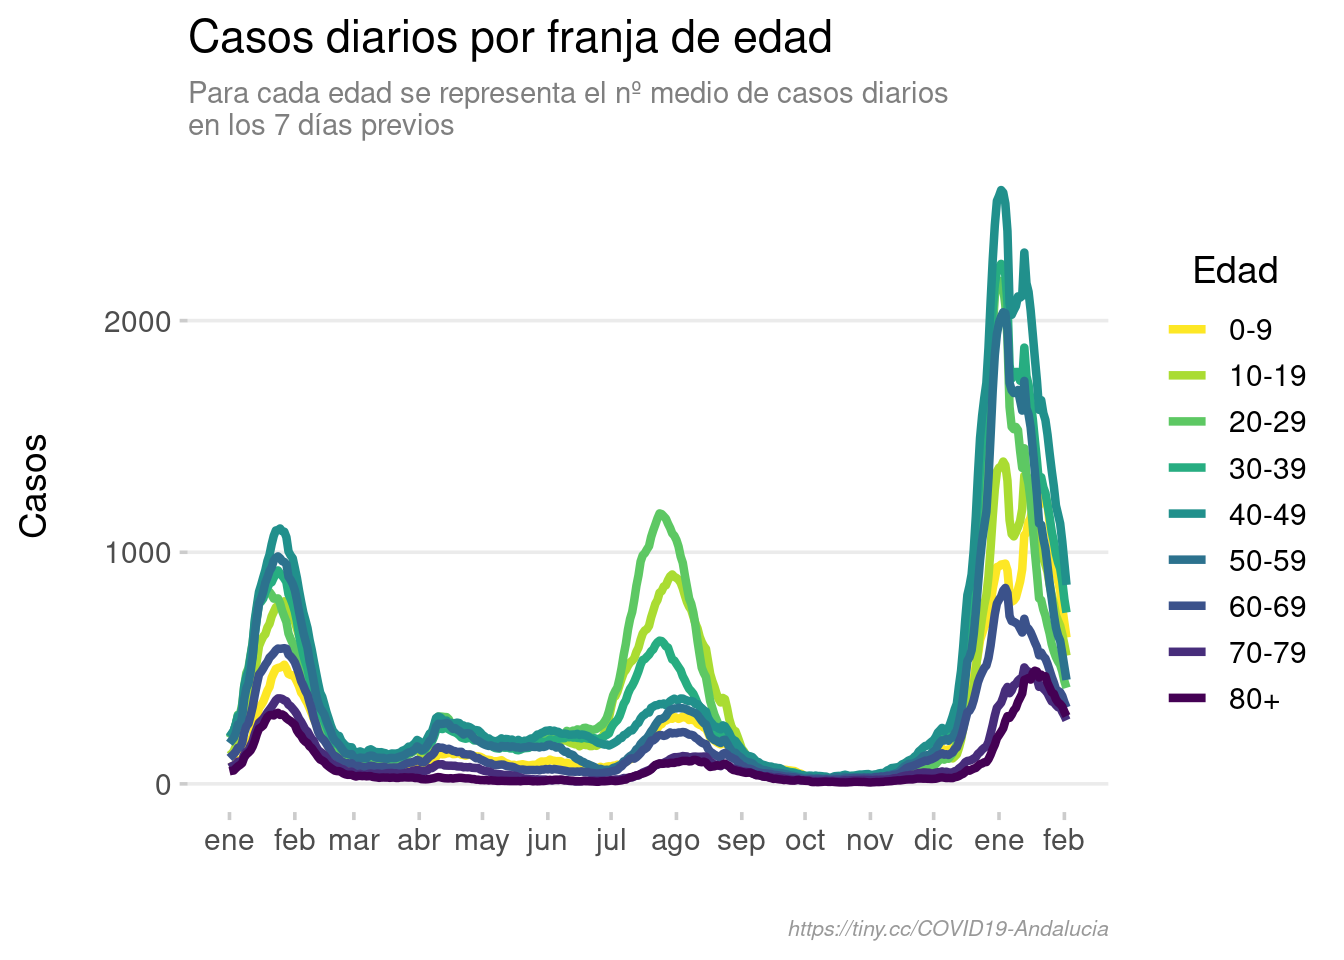 Casos diarios por franja de edad
Para cada edad se representa el nº medio de casos diarios
en los 7 días previos
Casos
2000
1000
0
ene feb mar abr may jun jul ago sep oct nov dic ene feb
Edad
0-9
10-19
20-29
30-39
40-49
50-59
60-69
70-79
80+
https://tiny.cc/COVID19-Andalucia